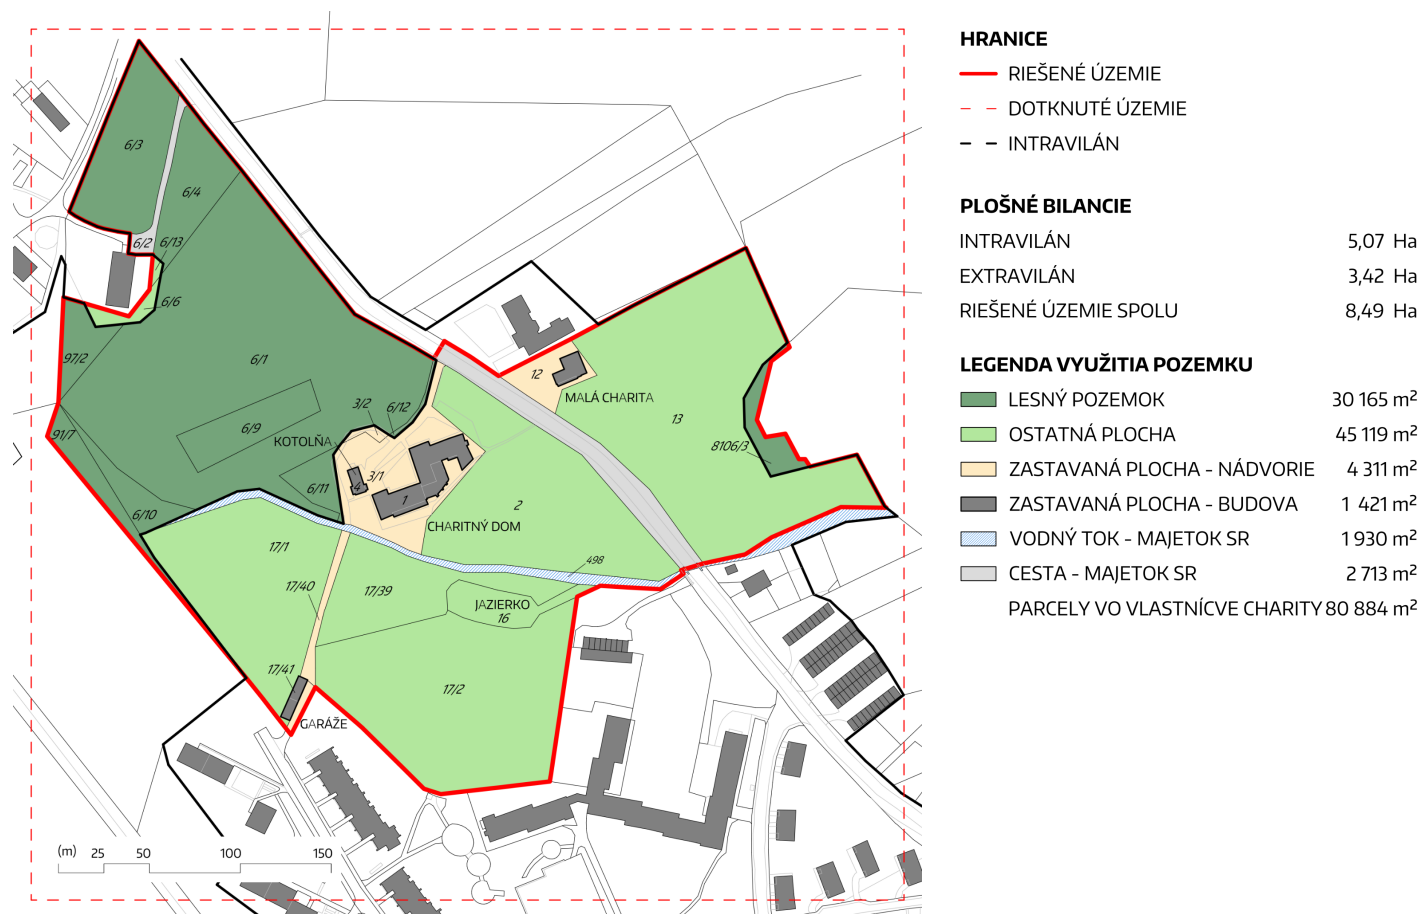 HRANICE
RIEŠENÉ ÚZEMIE
DOTKNUTÉ ÚZEMIE
INTRAVILÁN
PLOŠNÉ BILANCIE
INTRAVILÁN 5,07 Ha
EXTRAVILÁN 3,42 Ha
RIEŠENÉ ÚZEMIE SPOLU 8,49 Ha
LEGENDA VYUŽITIA POZEMKU
LESNÝ POZEMOK 30 165 m²
OSTATNÁ PLOCHA 45 119 m²
ZASTAVANÁ PLOCHA - NÁDVORIE 4 311 m²
ZASTAVANÁ PLOCHA - BUDOVA 1 421 m²
VODNÝ TOK - MAJETOK SR 1 930 m²
CESTA - MAJETOK SR 2 713 m²
PARCELY VO VLASTNÍCVE CHARITY 80 884 m²
6/3
6/4
6/2
6/13
6/6
97/2
6/1
12
MALÁ CHARITA
3/2
6/12
13
6/9
91/7
KOTOLŇA
8106/3
3/1
4
6/11
1
2
6/10
CHARITNÝ DOM
17/1
498
17/40
17/39
JAZIERKO
16
17/41
17/2
GARÁŽE
(m) 25 50 100 150